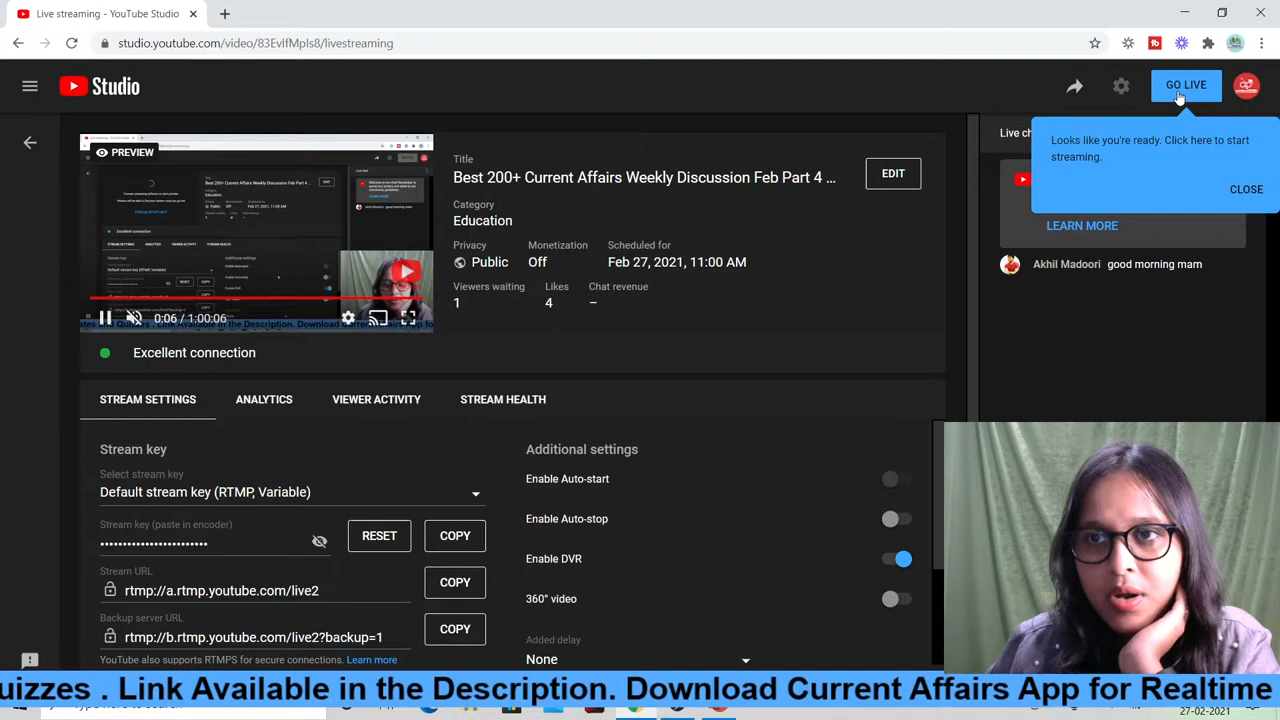 Live streaming - YouTube Studio
studio.youtube.com/video/83EvIfMpIs8/livestreaming
Studio
GO LIVE
Looks like you're ready. Click here to start
streaming.
CLOSE
Live ch
LEARN MORE
Akhil Madoori good morning mam
PREVIEW
0:06 / 1:00:06
Excellent connection
Title
Best 200+ Current Affairs Weekly Discussion Feb Part 4 ...
EDIT
Category
Education
Privacy Monetization Scheduled for
Public Off Feb 27, 2021, 11:00 AM
Viewers waiting Likes Chat revenue
1 4 –
STREAM SETTINGS ANALYTICS VIEWER ACTIVITY STREAM HEALTH
Stream key
Select stream key
Default stream key (RTMP, Variable)
Stream key (paste in encoder)
••••••••••••••••••••••••
RESET COPY
Stream URL
rtmp://a.rtmp.youtube.com/live2
COPY
Backup server URL
rtmp://b.rtmp.youtube.com/live2?backup=1
COPY
YouTube also supports RTMPS for secure connections. Learn more
Additional settings
Enable Auto-start
Enable Auto-stop
Enable DVR
360° video
Added delay
None
uizzes . Link Available in the Description. Download Current Affairs App for Realtime
27-02-2021